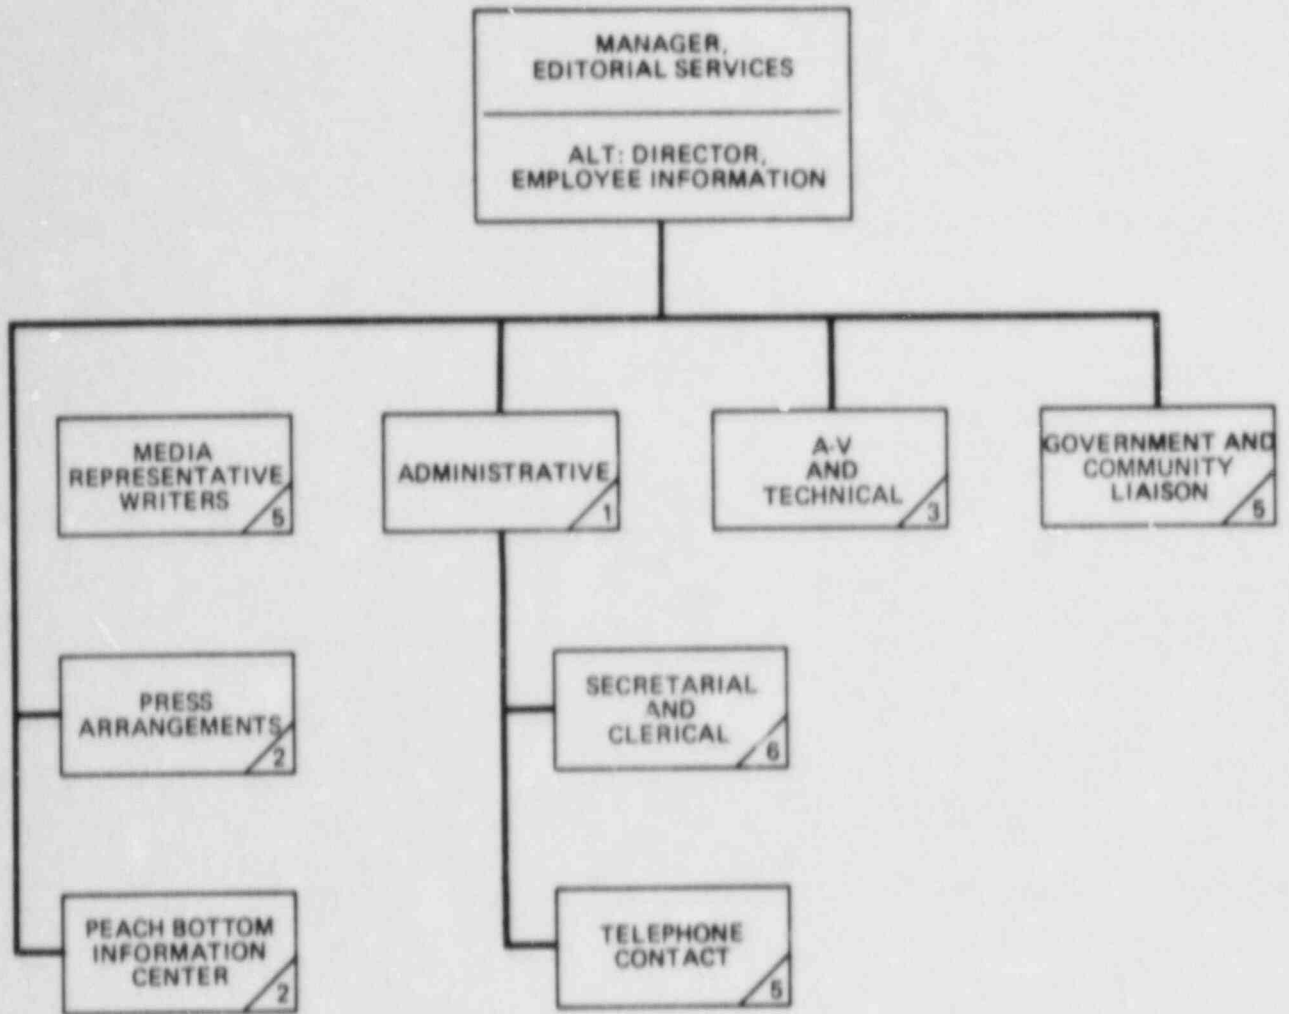 MANAGER,
EDITORIAL SERVICES
ALT: DIRECTOR,
EMPLOYEE INFORMATION
MEDIA
REPRESENTATIVE
WRITERS
5
ADMINISTRATIVE
1
A-V
AND
TECHNICAL
3
GOVERNMENT AND
COMMUNITY
LIAISON
5
PRESS
ARRANGEMENTS
2
SECRETARIAL
AND
CLERICAL
6
PEACH BOTTOM
INFORMATION
CENTER
2
TELEPHONE
CONTACT
5